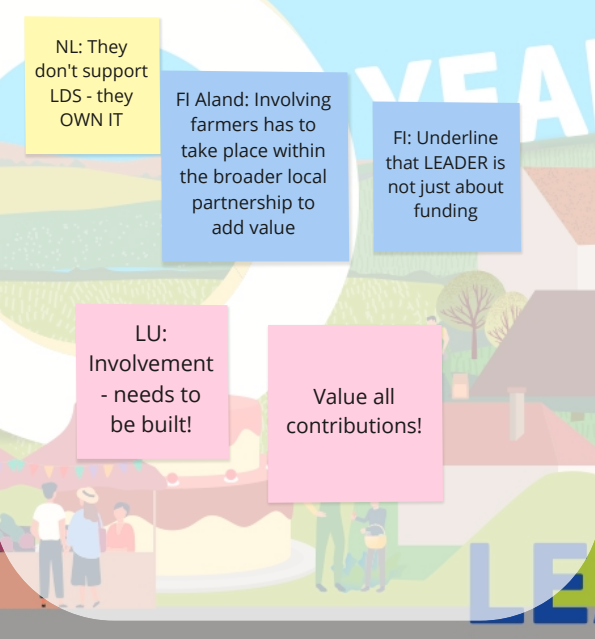 YEA
NL: They
don't support
LDS - they
OWN IT
FI Aland: Involving
farmers has to
take place within
the broader local
partnership to
add value
FI: Underline
that LEADER is
not just about
funding
LU:
Involvement
- needs to
be built!
Value all
contributions!
LE